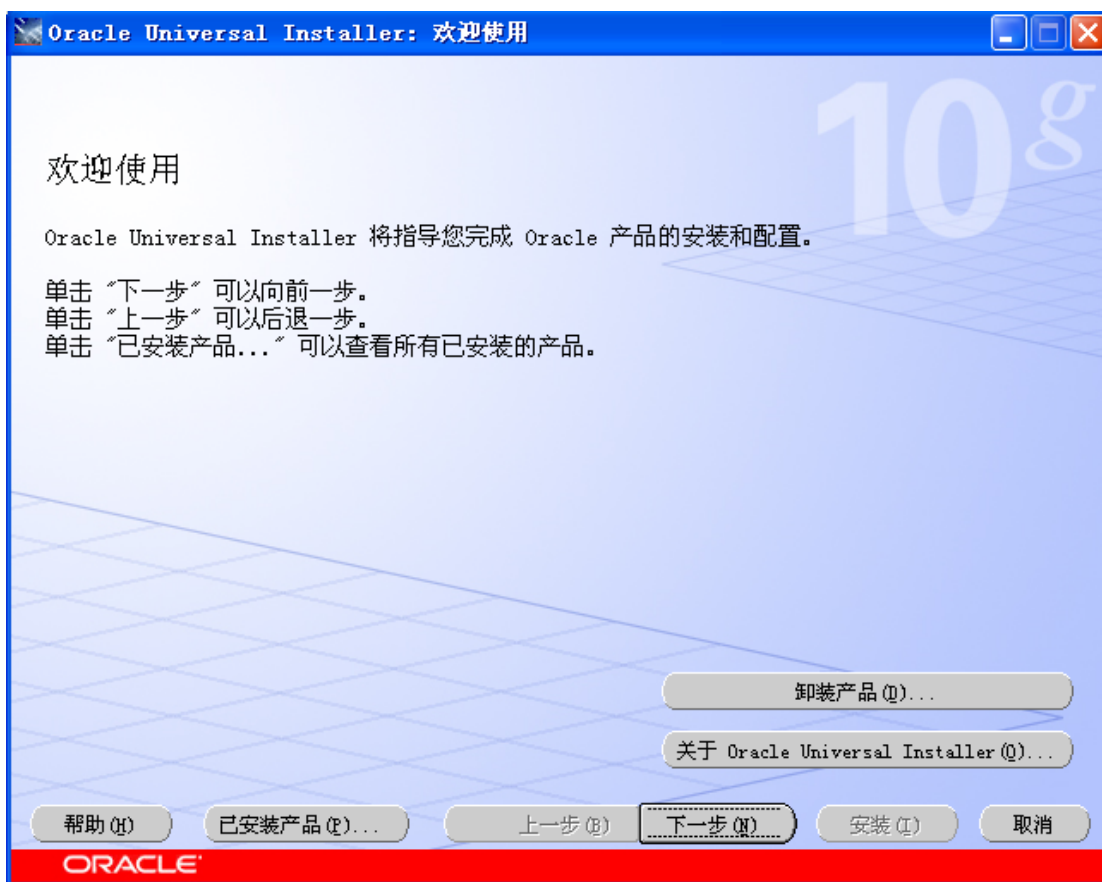 Oracle Universal Installer: 欢迎使用
10g
欢迎使用
Oracle Universal Installer 将指导您完成 Oracle 产品的安装和配置。
单击 "下一步" 可以向前一步。
单击 "上一步" 可以后退一步。
单击 "已安装产品..." 可以查看所有已安装的产品。
卸装产品(D)...
关于 Oracle Universal Installer(O)...
帮助(H) 已安装产品(P)... 上一步(B) 下一步(N) 安装(I) 取消
ORACLE